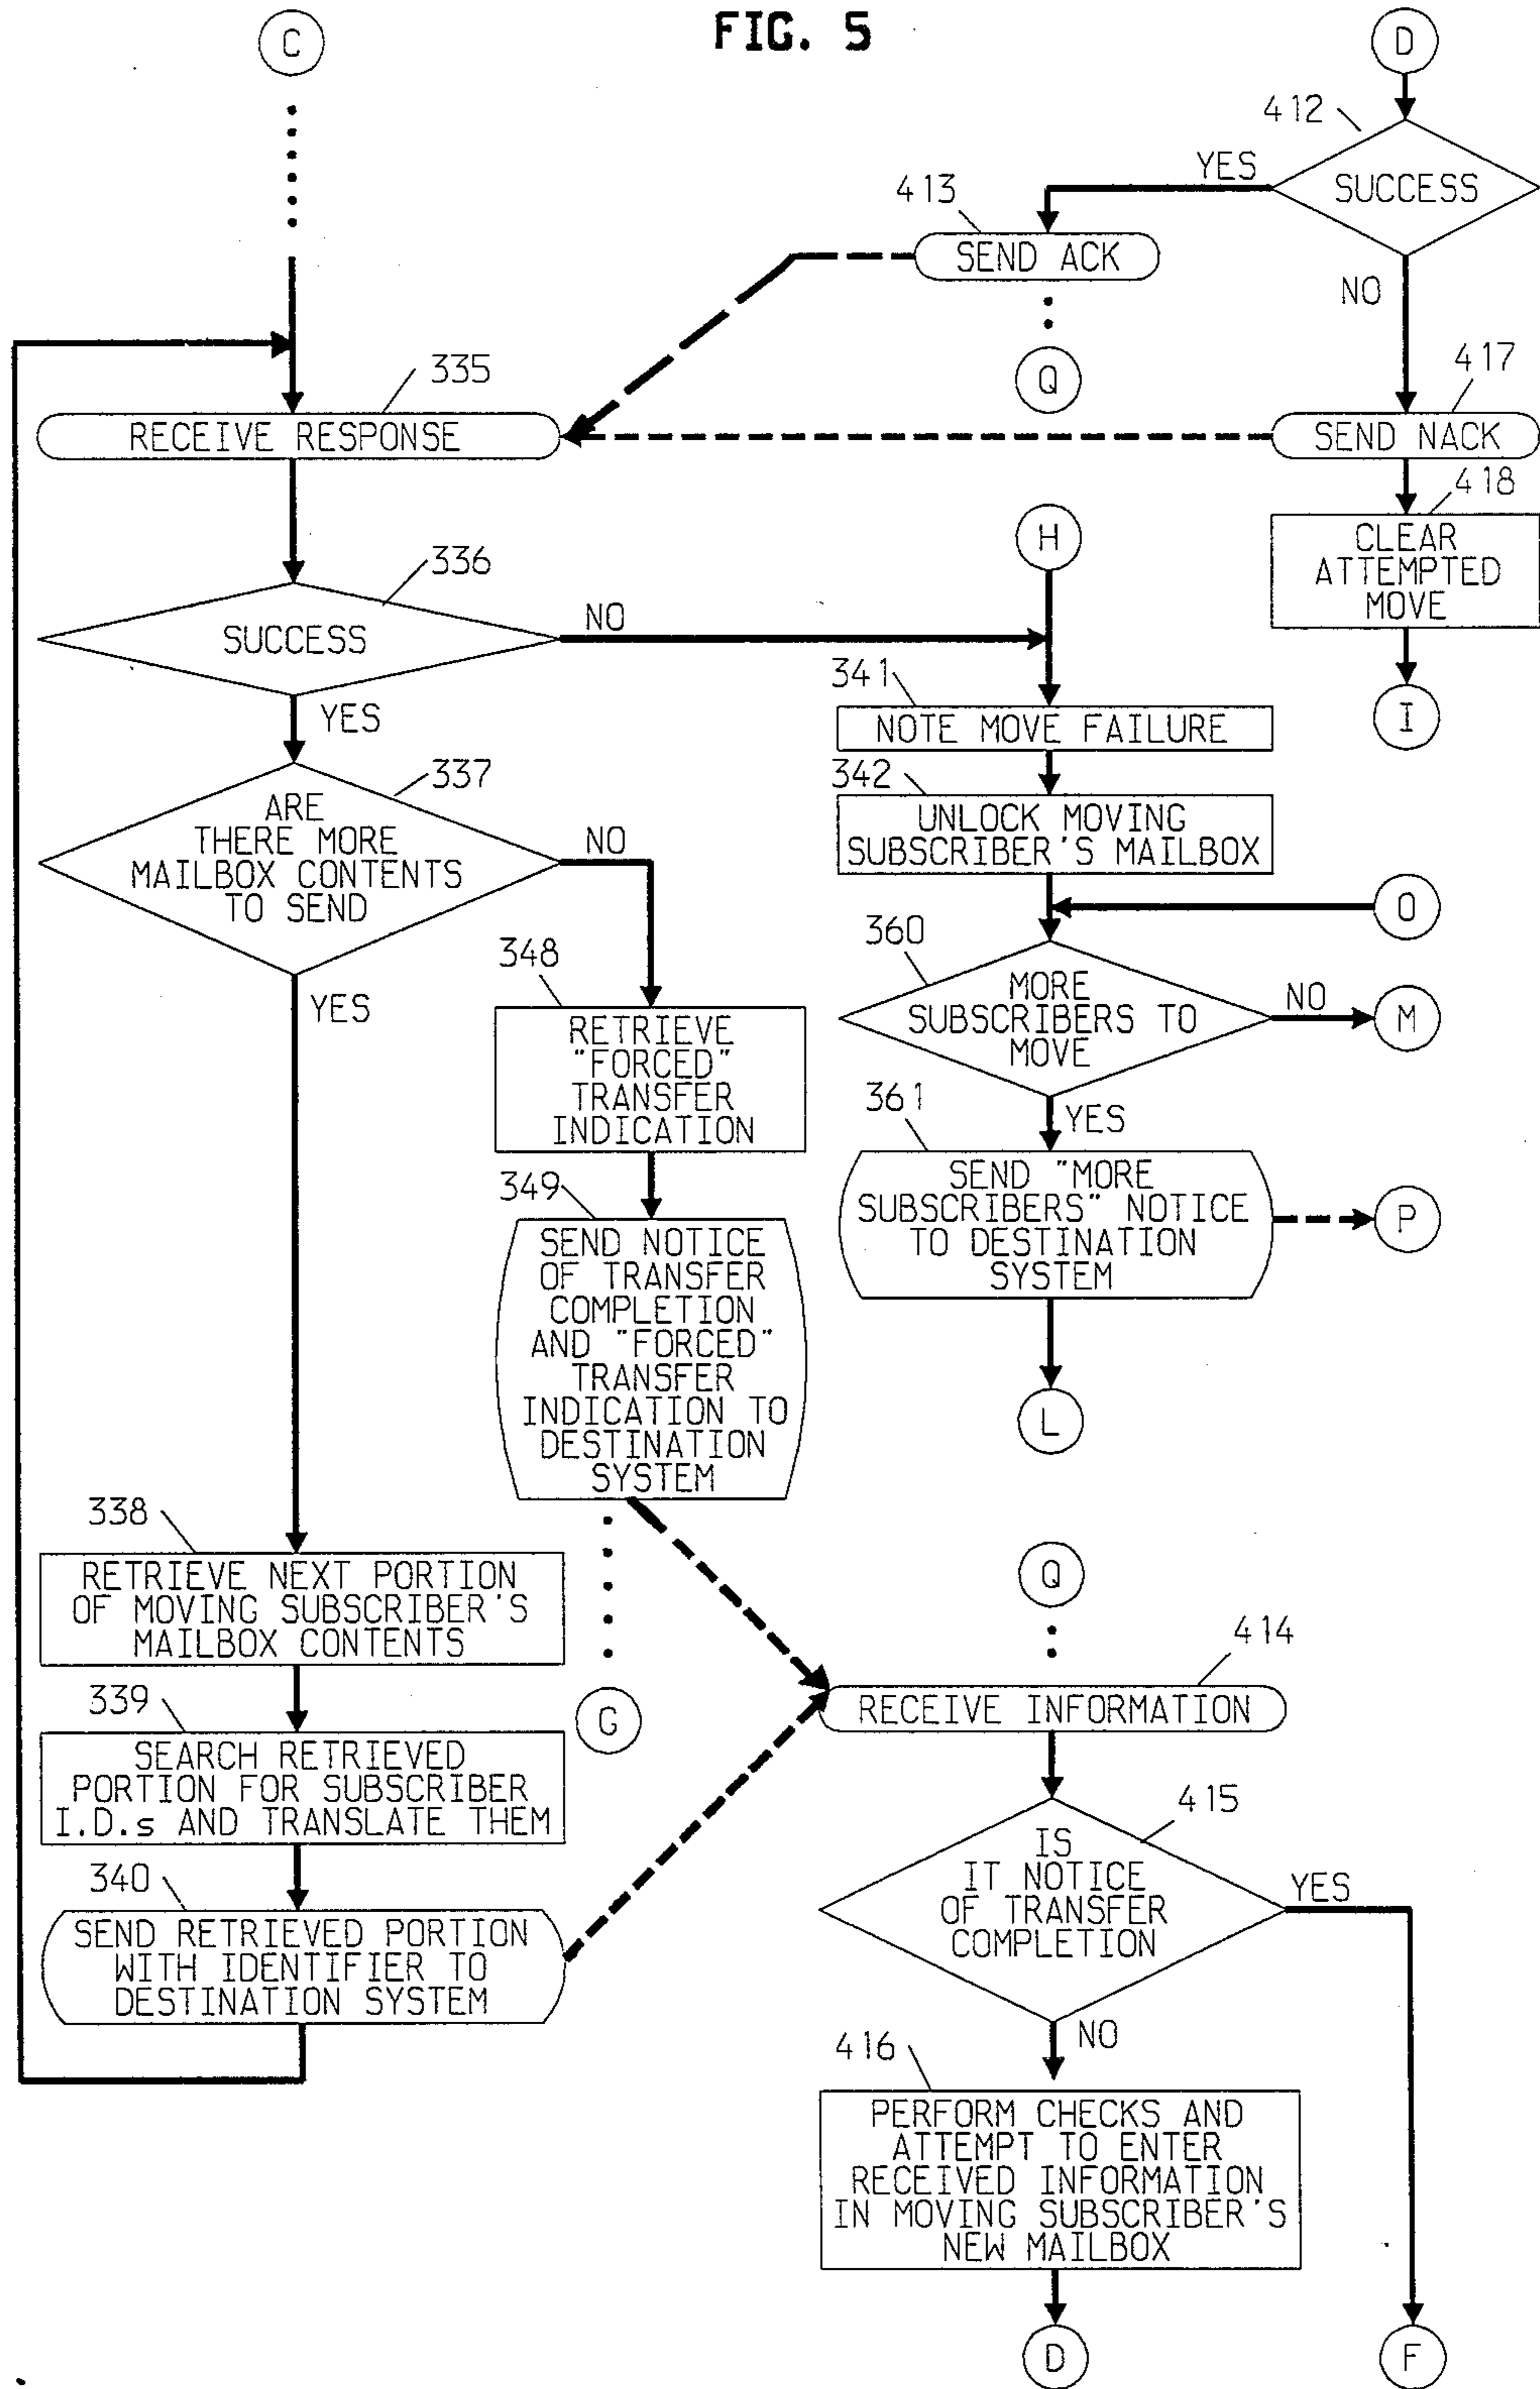 FIG. 5
C
D
412
YES
SUCCESS
413
SEND ACK
NO
Q
335
RECEIVE RESPONSE
417
SEND NACK
418
CLEAR
ATTEMPTED
MOVE
I
H
336
SUCCESS
NO
YES
341
NOTE MOVE FAILURE
342
UNLOCK MOVING
SUBSCRIBER'S MAILBOX
337
ARE
THERE MORE
MAILBOX CONTENTS
TO SEND
NO
YES
O
360
MORE
SUBSCRIBERS TO
MOVE
NO
M
YES
348
RETRIEVE
"FORCED"
TRANSFER
INDICATION
361
SEND "MORE
SUBSCRIBERS" NOTICE
TO DESTINATION
SYSTEM
P
L
349
SEND NOTICE
OF TRANSFER
COMPLETION
AND "FORCED"
TRANSFER
INDICATION TO
DESTINATION
SYSTEM
G
338
RETRIEVE NEXT PORTION
OF MOVING SUBSCRIBER'S
MAILBOX CONTENTS
339
SEARCH RETRIEVED
PORTION FOR SUBSCRIBER
I.D.s AND TRANSLATE THEM
340
SEND RETRIEVED PORTION
WITH IDENTIFIER TO
DESTINATION SYSTEM
Q
414
RECEIVE INFORMATION
415
IS
IT NOTICE
OF TRANSFER
COMPLETION
YES
NO
416
PERFORM CHECKS AND
ATTEMPT TO ENTER
RECEIVED INFORMATION
IN MOVING SUBSCRIBER'S
NEW MAILBOX
D
F